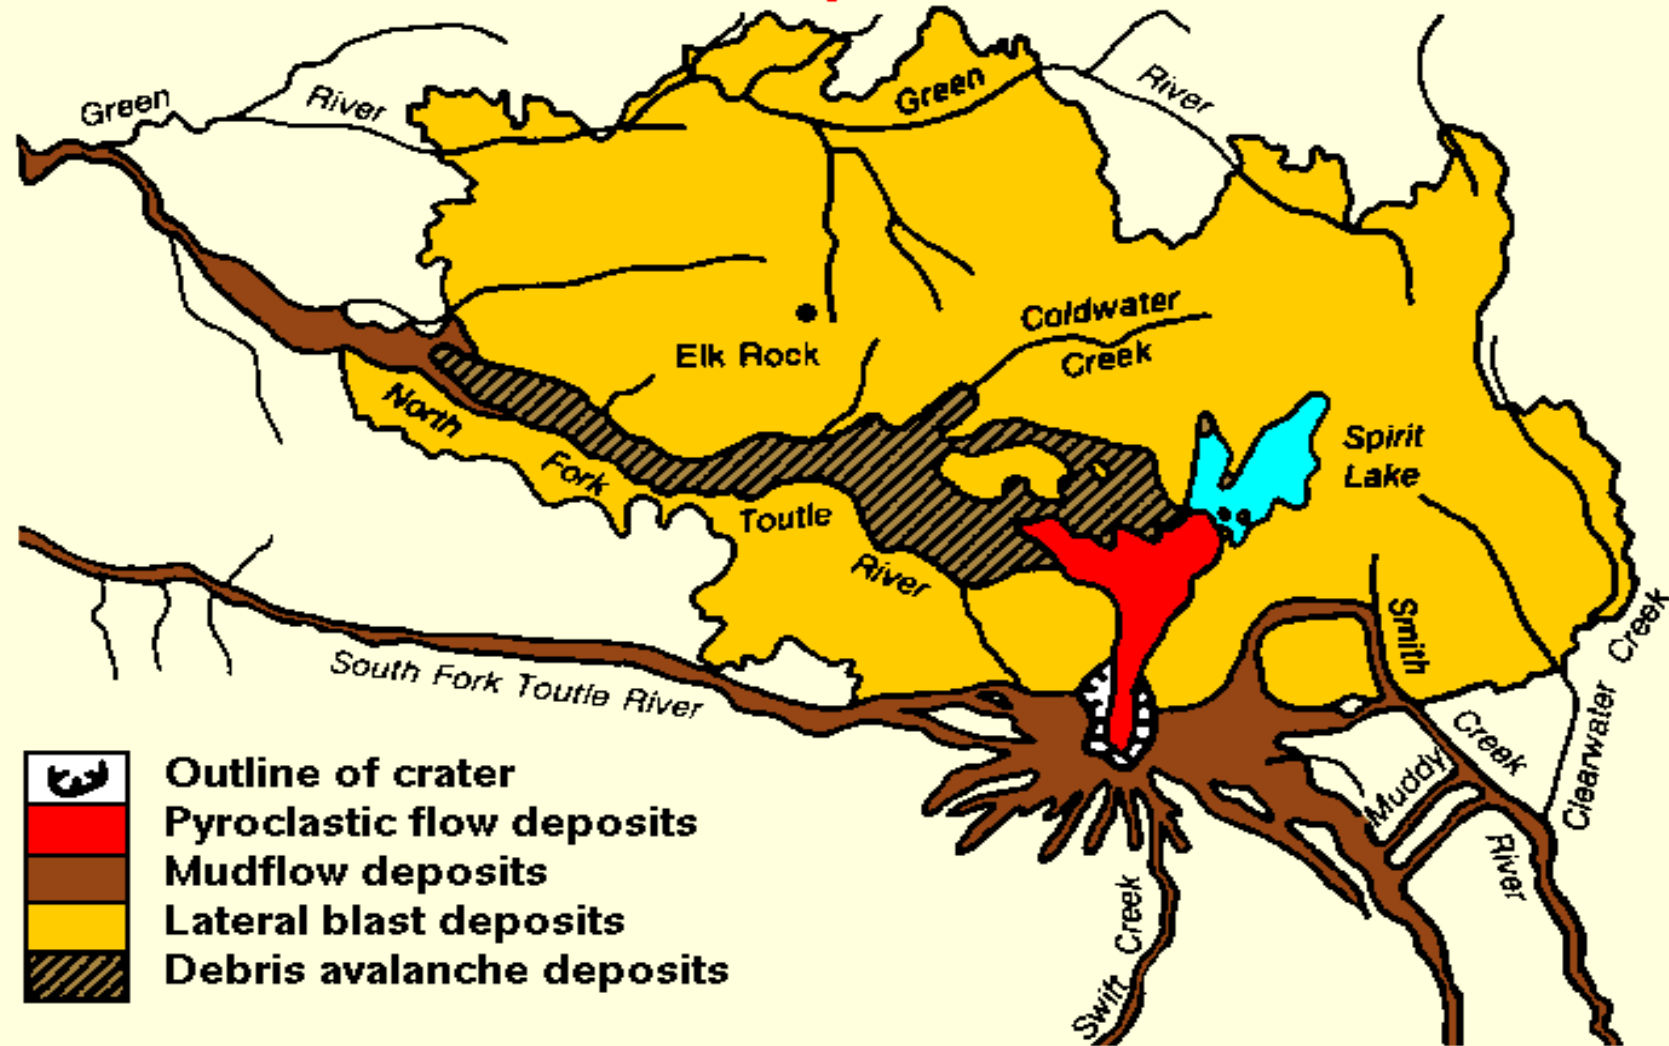 Green
River
Green
River
Coldwater
Creek
Elk Rock
North
Fork
Toutle
River
Spirit
Lake
Smith
Creek
Clearwater
Creek
Muddy
River
South Fork Toutle River
Swift
Creek
Outline of crater
Pyroclastic flow deposits
Mudflow deposits
Lateral blast deposits
Debris avalanche deposits